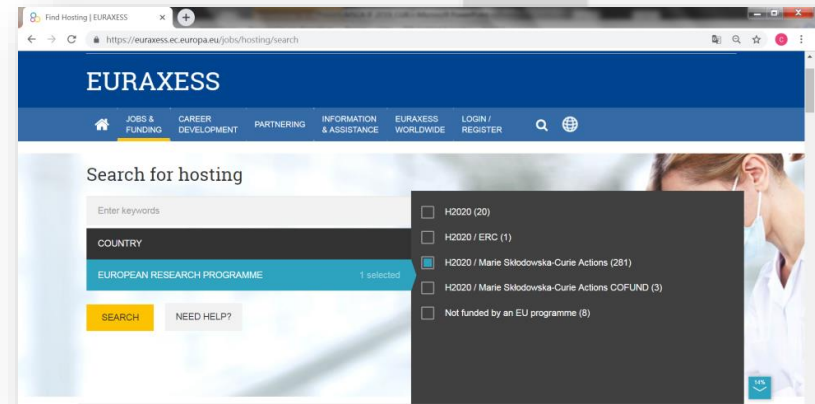 Find Hosting | EURAXESS
https://euraxess.ec.europa.eu/jobs/hosting/search
EURAXESS
JOBS & FUNDING
CAREER DEVELOPMENT
PARTNERING
INFORMATION & ASSISTANCE
EURAXESS WORLDWIDE
LOGIN / REGISTER
Search for hosting
Enter keywords
COUNTRY
EUROPEAN RESEARCH PROGRAMME 1 selected
SEARCH NEED HELP?
H2020 (20)
H2020 / ERC (1)
H2020 / Marie Skłodowska-Curie Actions (281)
H2020 / Marie Skłodowska-Curie Actions COFUND (3)
Not funded by an EU programme (8)
14%